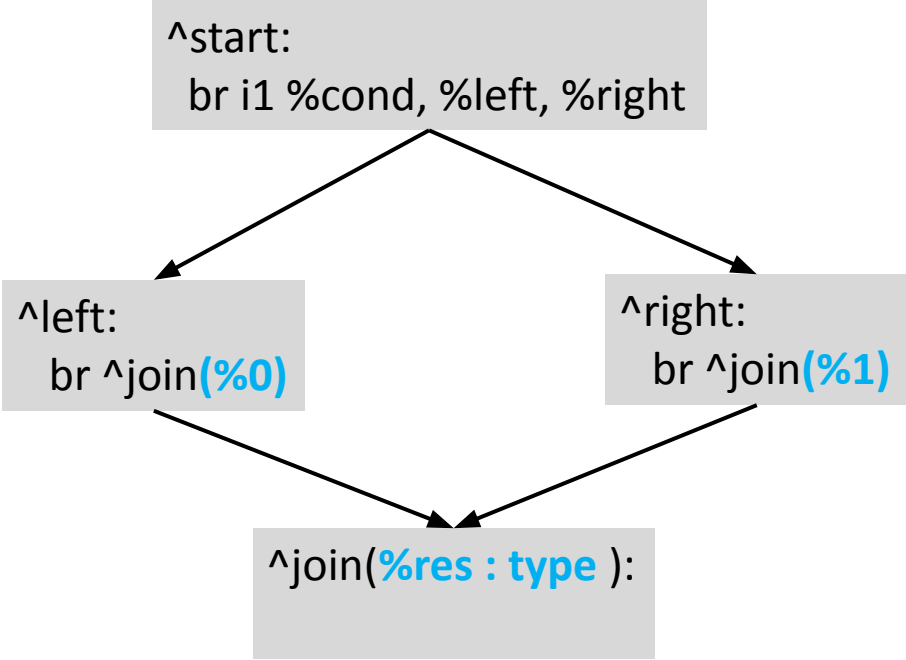 ^start:
br i1 %cond, %left, %right
^left:
br ^join(%0)
^right:
br ^join(%1)
^join(%res : type ):